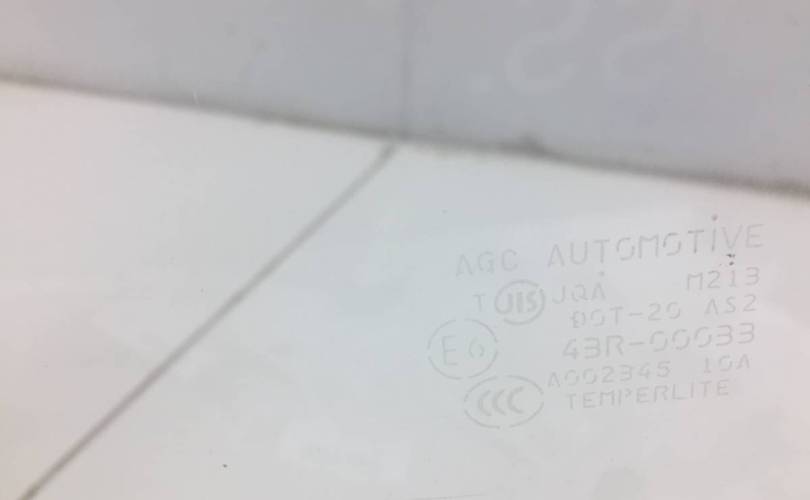 AGC AUTOMOTIVE
T JIS JQA M213
DOT-20 AS2
E6 43R-00033
A002345 10A
CCC TEMPERLITE